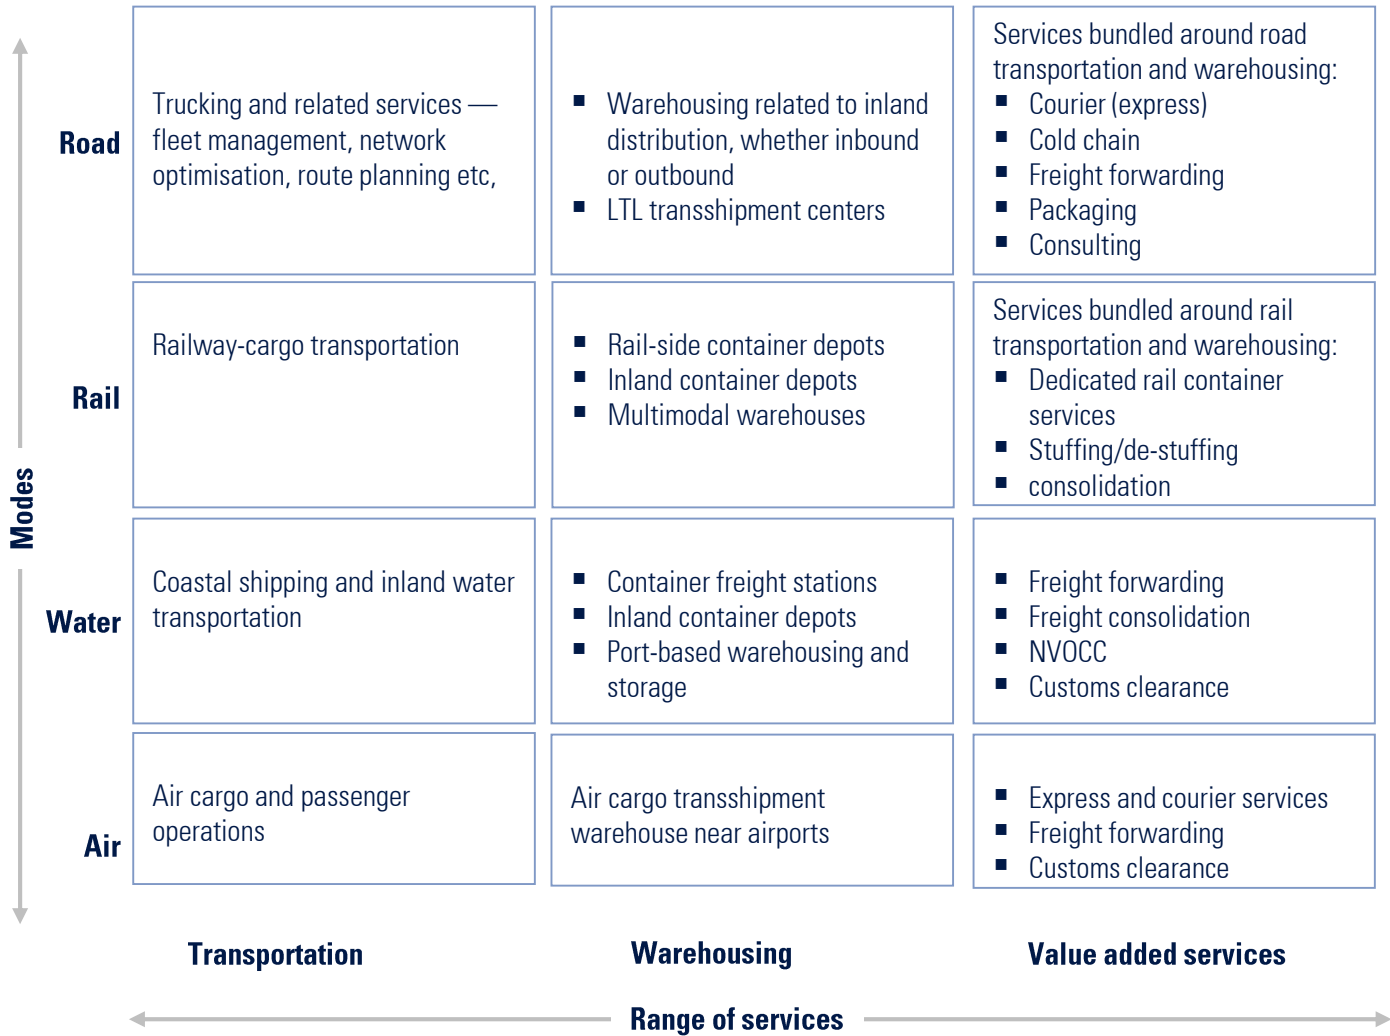 Modes
Road
Trucking and related services —
fleet management, network
optimisation, route planning etc,
■ Warehousing related to inland
distribution, whether inbound
or outbound
■ LTL transshipment centers
Services bundled around road
transportation and warehousing:
■ Courier (express)
■ Cold chain
■ Freight forwarding
■ Packaging
■ Consulting
Rail
Railway-cargo transportation
■ Rail-side container depots
■ Inland container depots
■ Multimodal warehouses
Services bundled around rail
transportation and warehousing:
■ Dedicated rail container
services
■ Stuffing/de-stuffing
■ consolidation
Water
Coastal shipping and inland water
transportation
■ Container freight stations
■ Inland container depots
■ Port-based warehousing and
storage
■ Freight forwarding
■ Freight consolidation
■ NVOCC
■ Customs clearance
Air
Air cargo and passenger
operations
Air cargo transshipment
warehouse near airports
■ Express and courier services
■ Freight forwarding
■ Customs clearance
Transportation
Warehousing
Value added services
Range of services